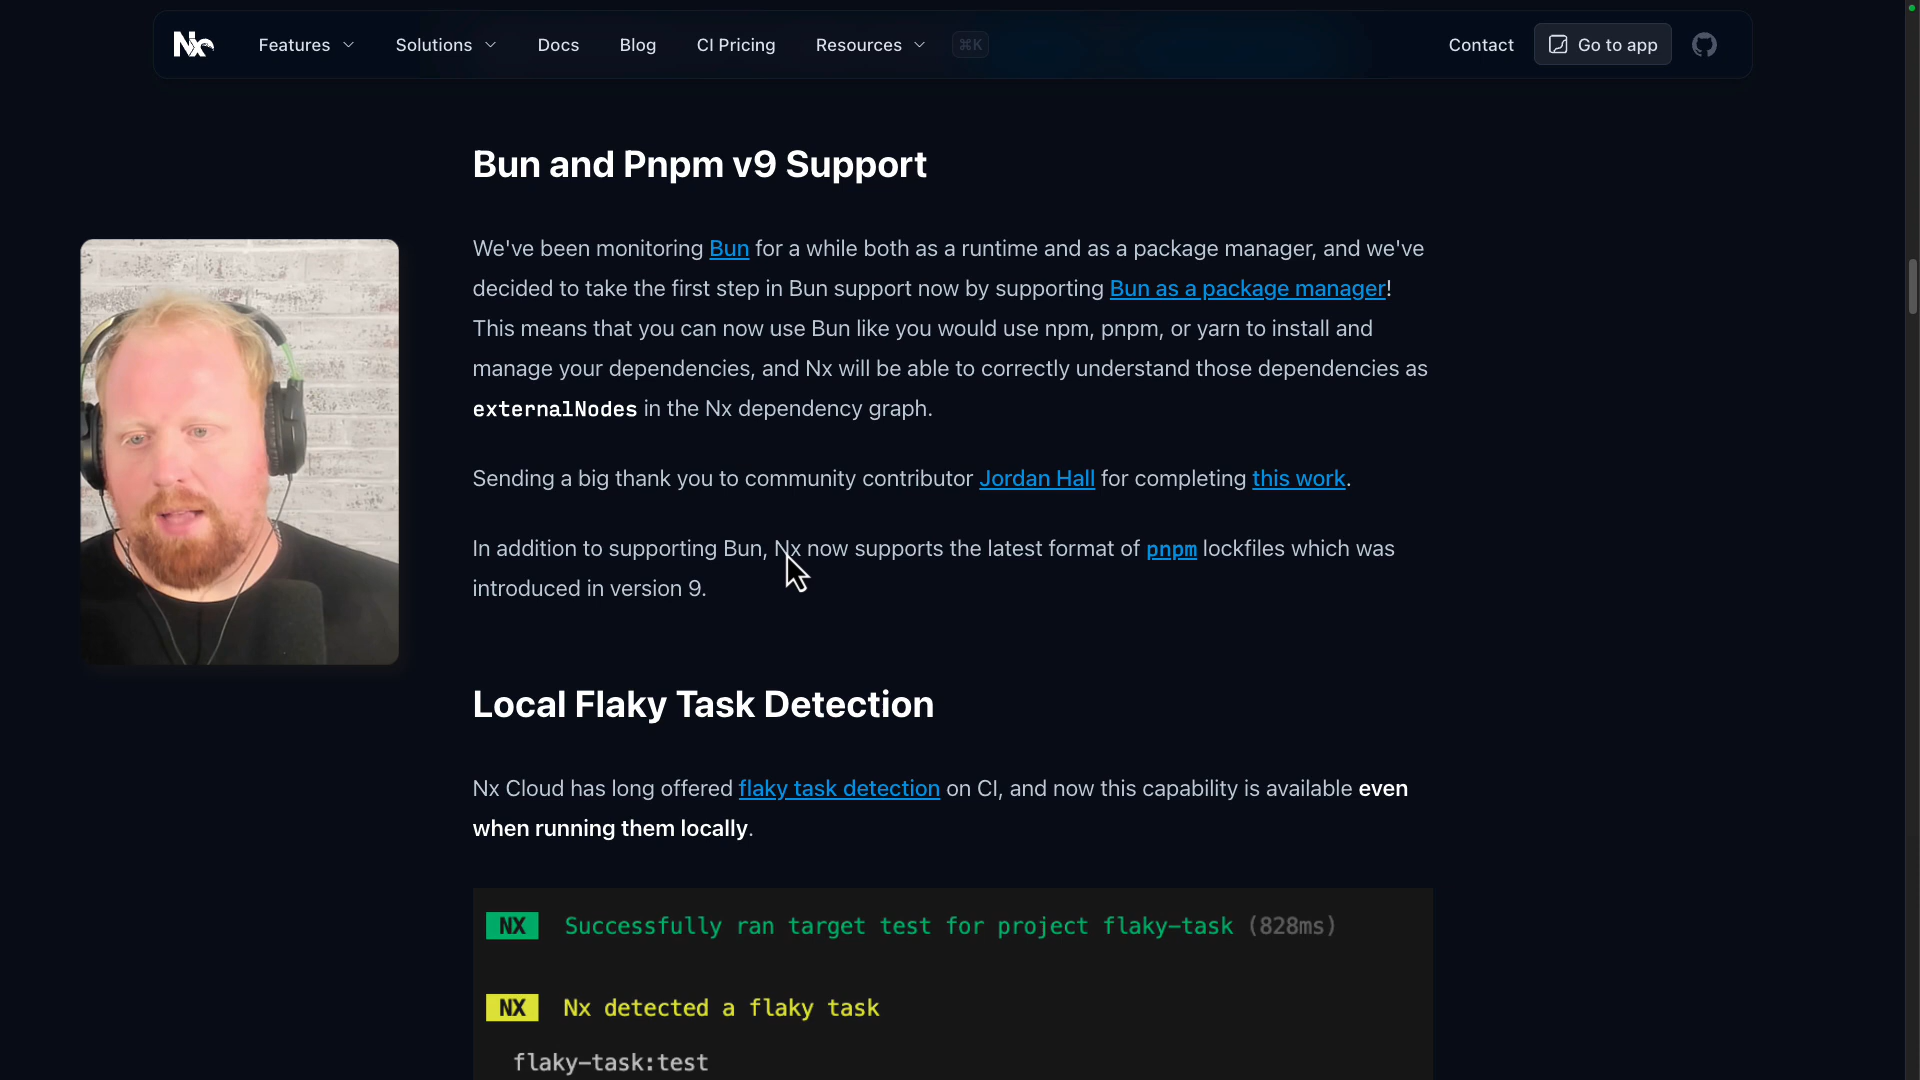 Nx
Features
Solutions
Docs
Blog
CI Pricing
Resources
⌘K
Contact
Go to app
Bun and Pnpm v9 Support
We've been monitoring Bun for a while both as a runtime and as a package manager, and we've
decided to take the first step in Bun support now by supporting Bun as a package manager!
This means that you can now use Bun like you would use npm, pnpm, or yarn to install and
manage your dependencies, and Nx will be able to correctly understand those dependencies as
externalNodes in the Nx dependency graph.
Sending a big thank you to community contributor Jordan Hall for completing this work.
In addition to supporting Bun, Nx now supports the latest format of pnpm lockfiles which was
introduced in version 9.
Local Flaky Task Detection
Nx Cloud has long offered flaky task detection on CI, and now this capability is available even
when running them locally.
NX Successfully ran target test for project flaky-task (828ms)
NX Nx detected a flaky task
flaky-task:test